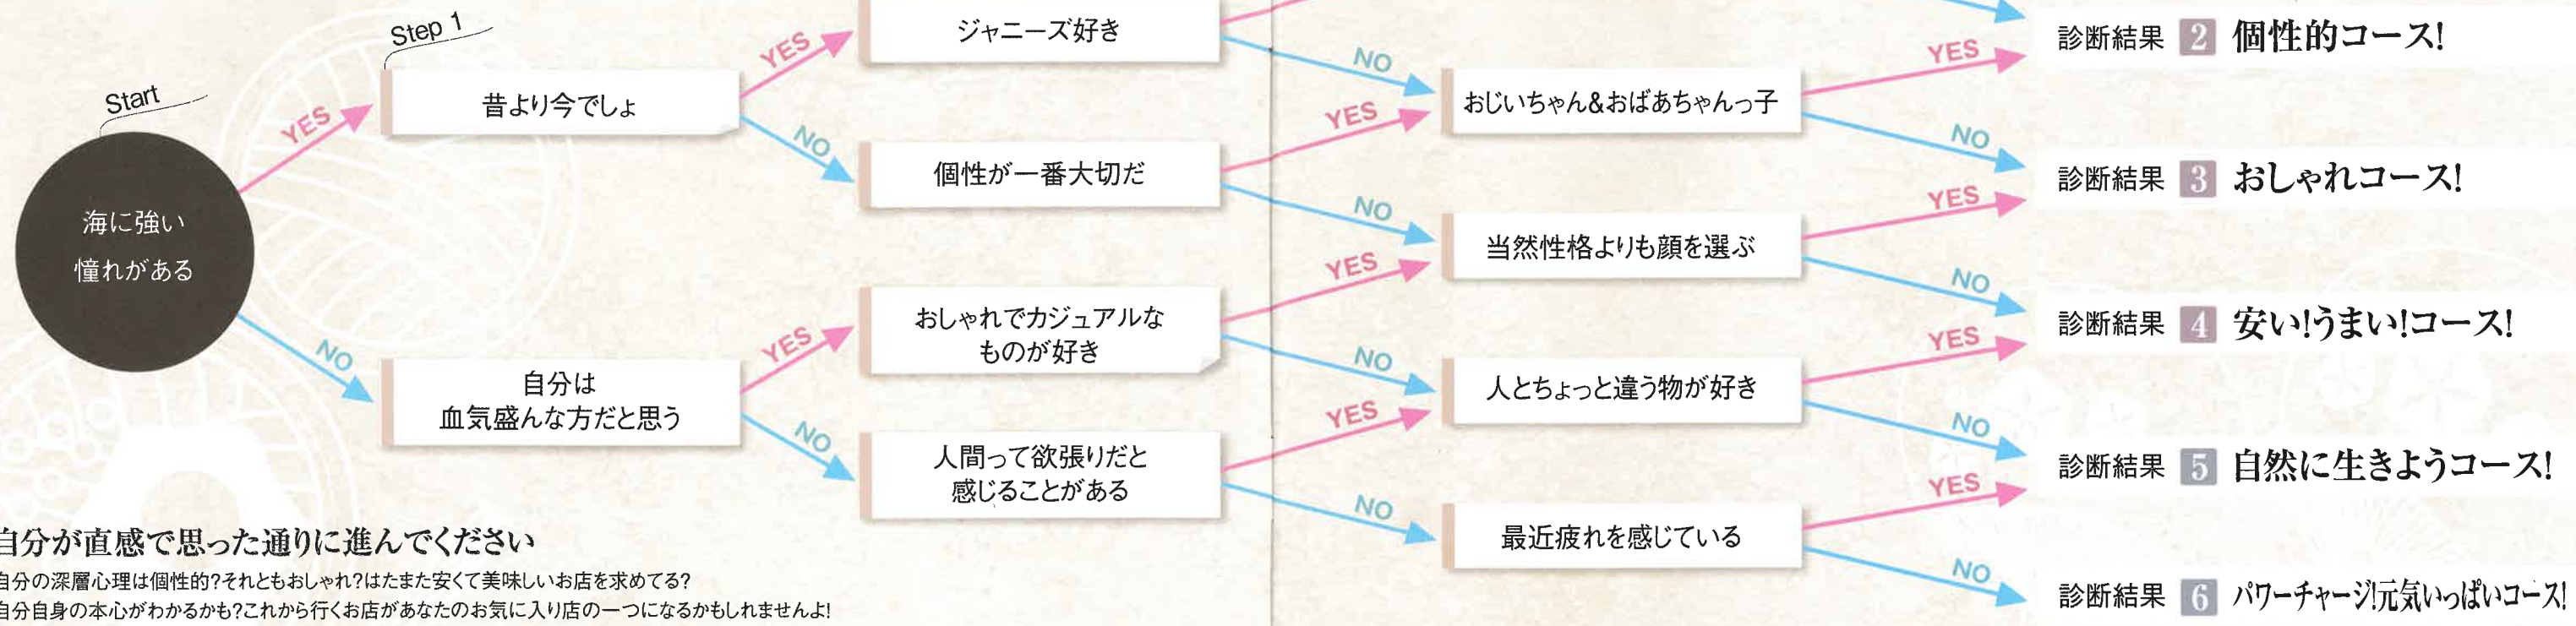 Start
海に強い
憧れがある
YES
NO
Step 1
昔より今でしょ
YES
NO
自分は
血気盛んな方だと思う
YES
NO
ジャニーズ好き
NO
個性が一番大切だ
YES
NO
おしゃれでカジュアルな
ものが好き
YES
NO
人間って欲張りだと
感じることがある
YES
NO
おじいちゃん&おばあちゃんっ子
YES
NO
当然性格よりも顔を選ぶ
YES
NO
人とちょっと違う物が好き
YES
NO
最近疲れを感じている
YES
NO
診断結果 2 個性的コース!
診断結果 3 おしゃれコース!
診断結果 4 安い!うまい!コース!
診断結果 5 自然に生きようコース!
診断結果 6 パワーチャージ!元気いっぱいコース!
自分が直感で思った通りに進んでください
自分の深層心理は個性的?それともおしゃれ?はたまた安くて美味しいお店を求めてる?
自分自身の本心がわかるかも?これから行くお店があなたのお気に入り店の一つになるかもしれませんよ!